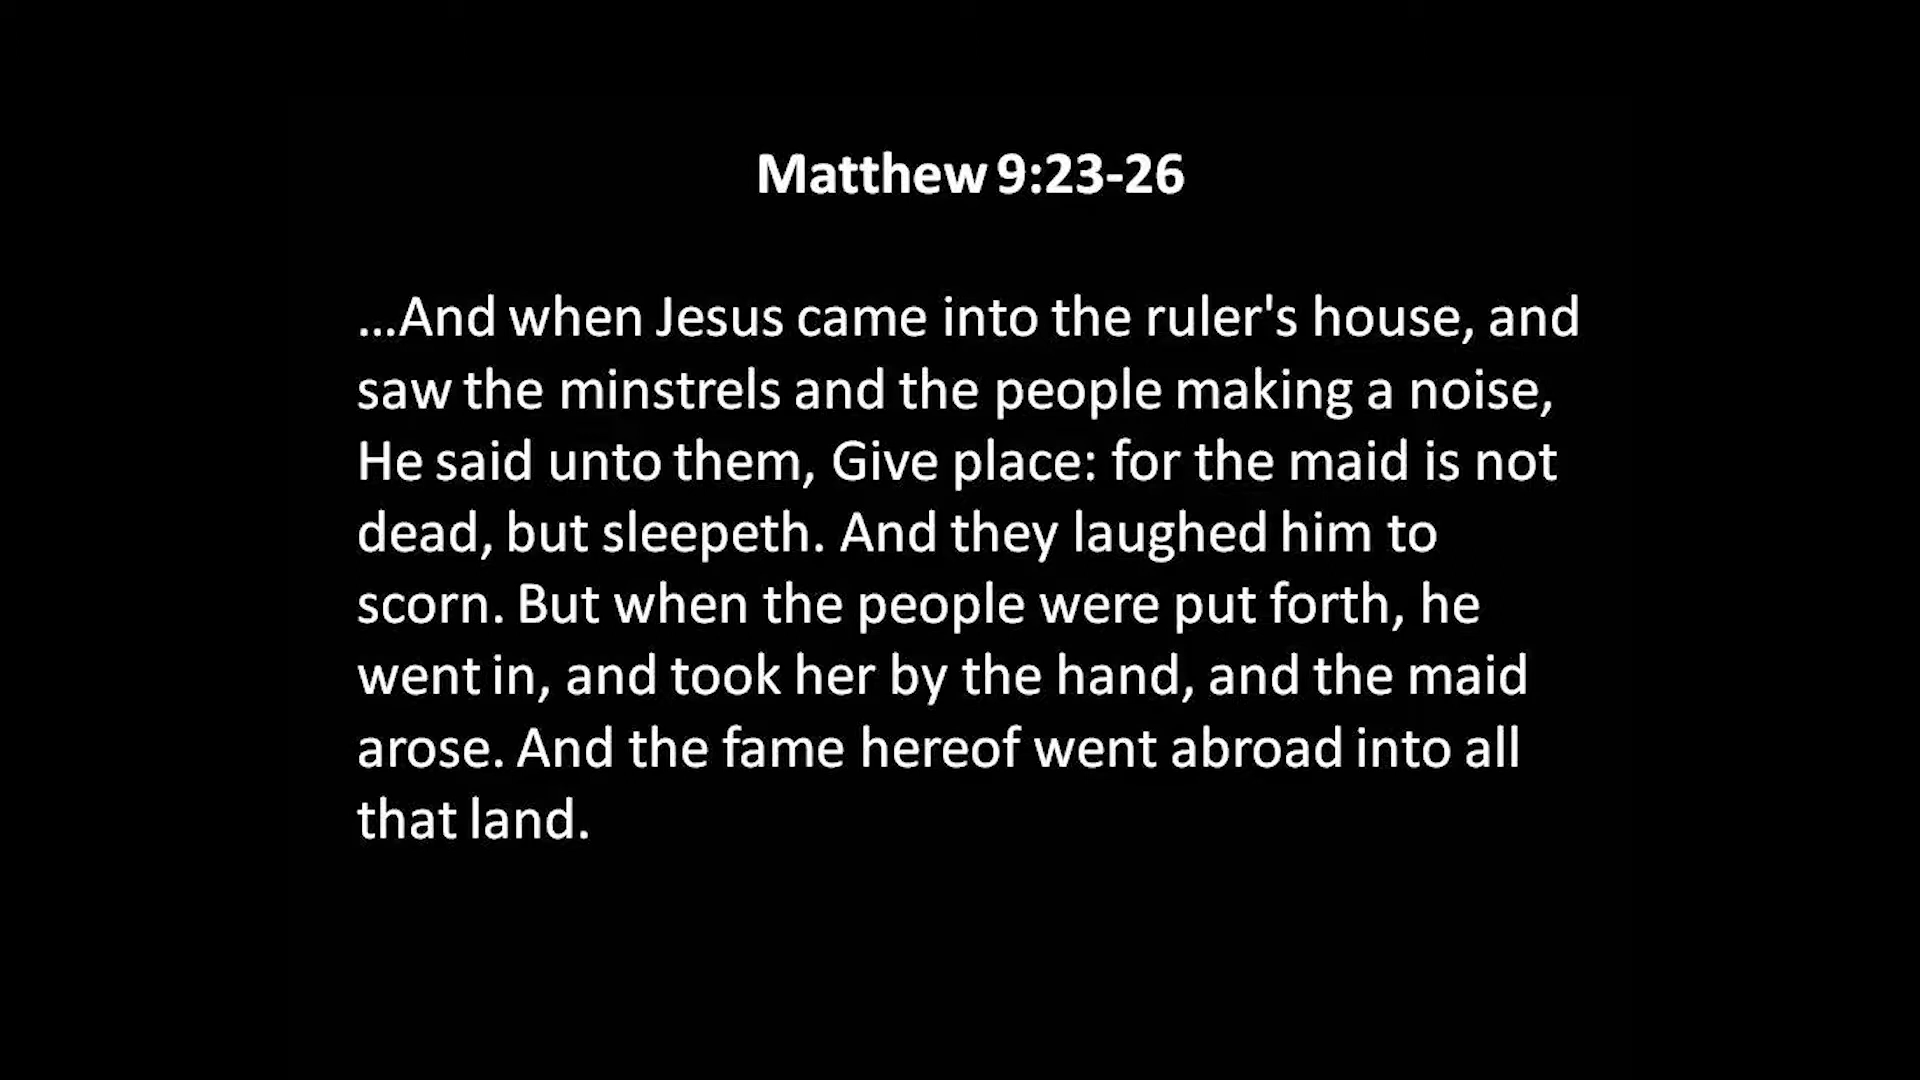 Matthew 9:23-26
...And when Jesus came into the ruler's house, and
saw the minstrels and the people making a noise,
He said unto them, Give place: for the maid is not
dead, but sleepeth. And they laughed him to
scorn. But when the people were put forth, he
went in, and took her by the hand, and the maid
arose. And the fame hereof went abroad into all
that land.